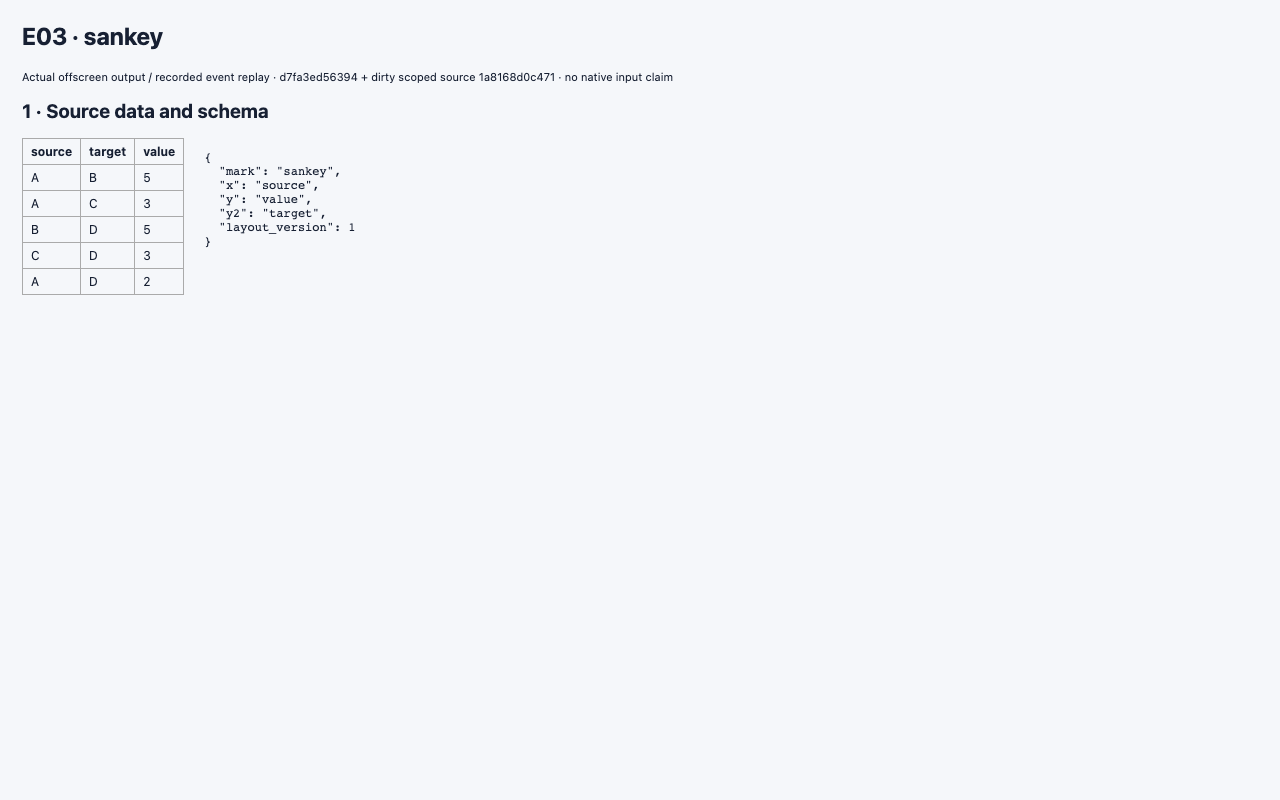 E03 · sankey
Actual offscreen output / recorded event replay · d7fa3ed56394 + dirty scoped source 1a8168d0c471 · no native input claim
1 · Source data and schema
source target value
A B 5
A C 3
B D 5
C D 3
A D 2
{
  "mark": "sankey",
  "x": "source",
  "y": "value",
  "y2": "target",
  "layout_version": 1
}